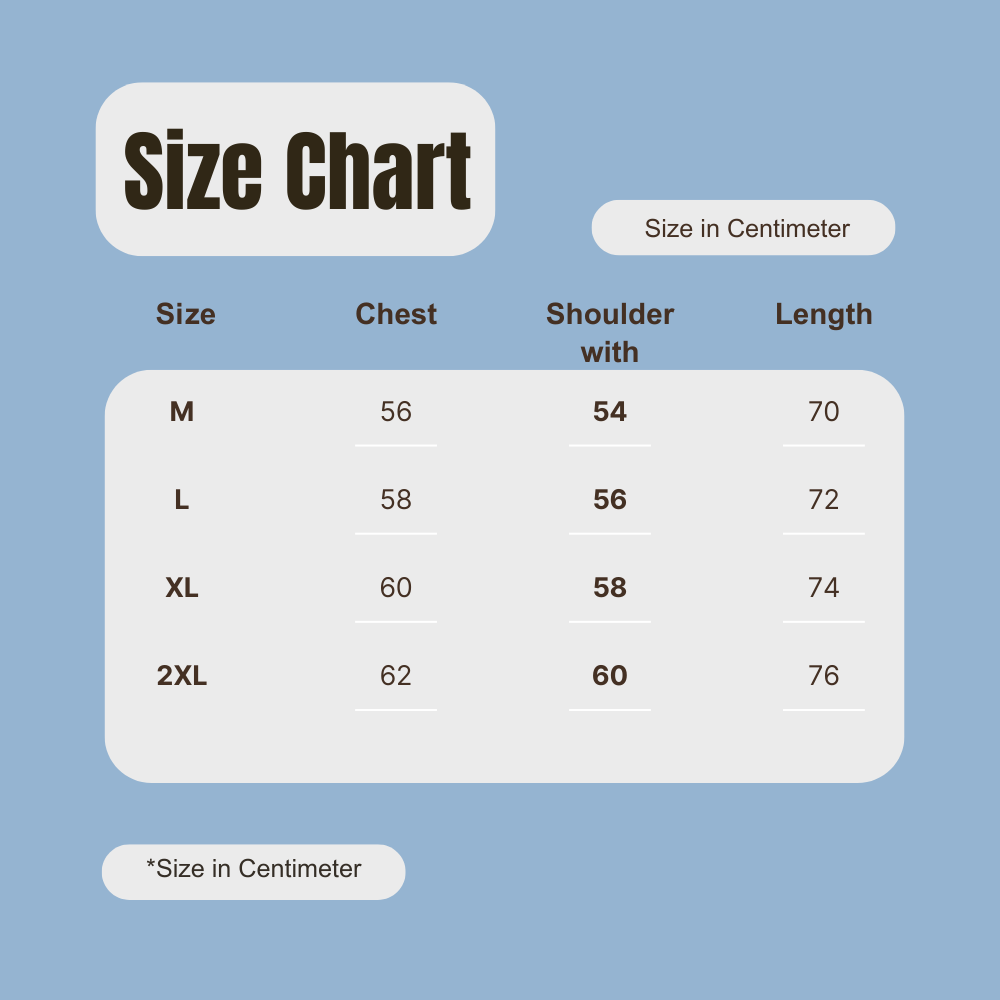 Size Chart
Size in Centimeter
Size Chest Shoulder with Length
M 56 54 70
L 58 56 72
XL 60 58 74
2XL 62 60 76
*Size in Centimeter